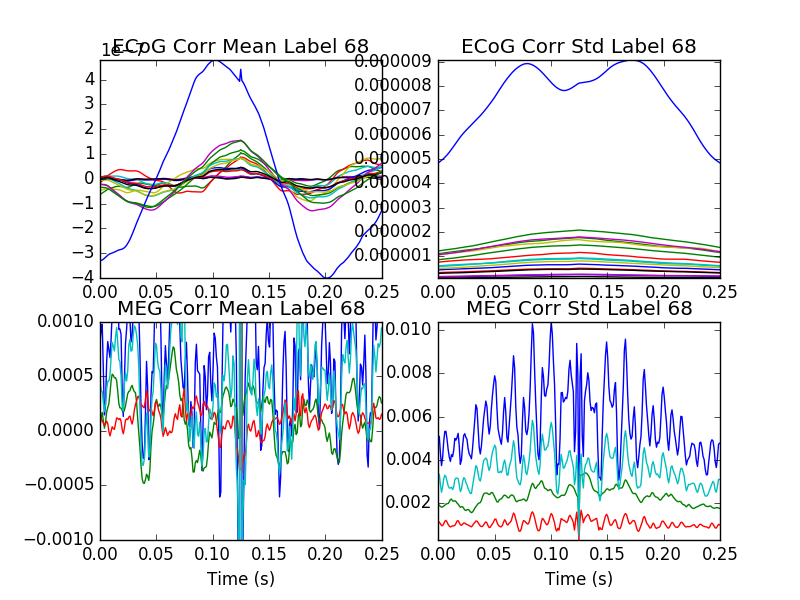 1e−7
ECoG Corr Mean Label 68
4
3
2
1
0
−1
−2
−3
−4
0.00 0.05 0.10 0.15 0.20 0.25
ECoG Corr Std Label 68
0.000009
0.000008
0.000007
0.000006
0.000005
0.000004
0.000003
0.000002
0.000001
0.00 0.05 0.10 0.15 0.20 0.25
MEG Corr Mean Label 68
0.0010
0.0005
0.0000
−0.0005
−0.0010
0.00 0.05 0.10 0.15 0.20 0.25
Time (s)
MEG Corr Std Label 68
0.010
0.008
0.006
0.004
0.002
0.00 0.05 0.10 0.15 0.20 0.25
Time (s)